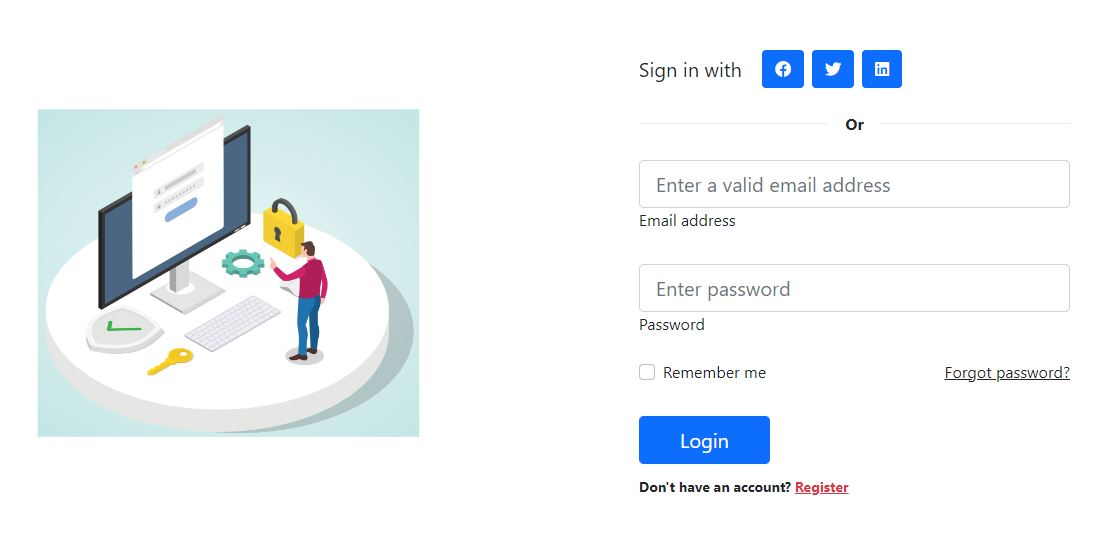 Sign in with
Or
Enter a valid email address
Email address
Enter password
Password
Remember me Forgot password?
Login
Don't have an account? Register